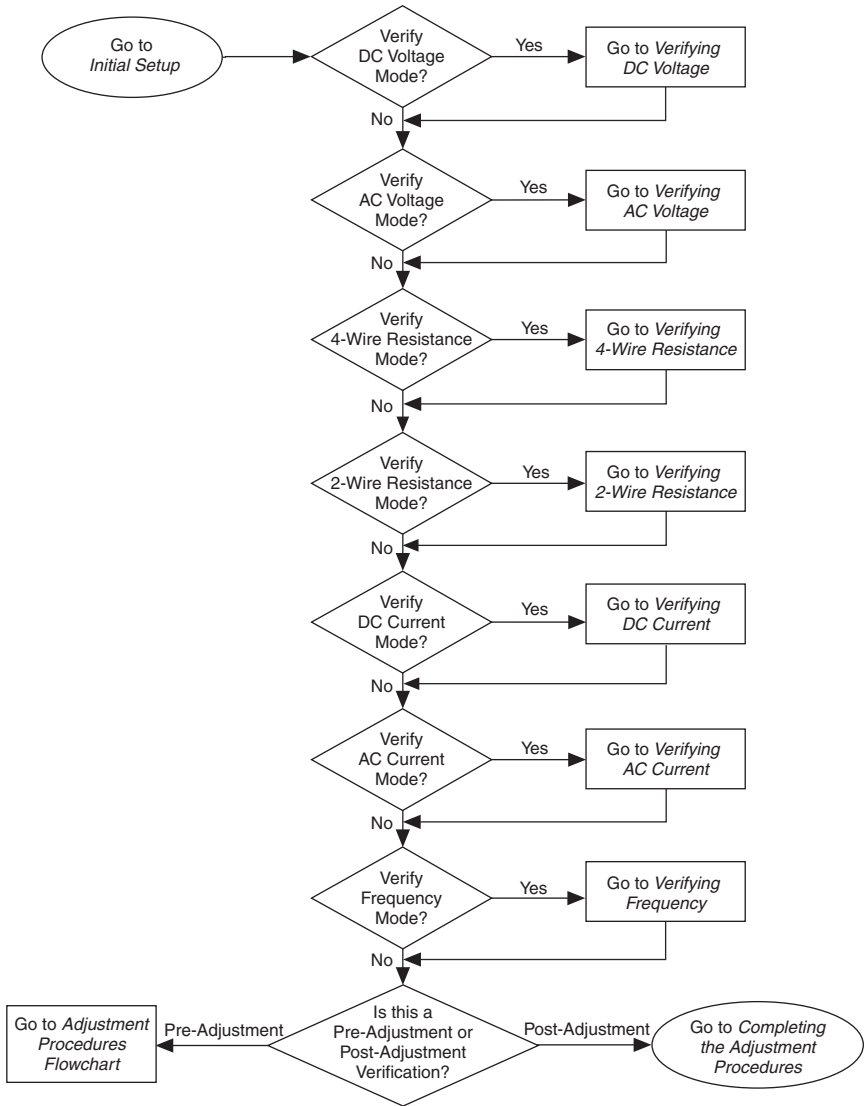 Go to
Initial Setup
Verify
DC Voltage
Mode?
Yes
Go to Verifying
DC Voltage
No
Verify
AC Voltage
Mode?
Yes
Go to Verifying
AC Voltage
No
Verify
4-Wire Resistance
Mode?
Yes
Go to Verifying
4-Wire Resistance
No
Verify
2-Wire Resistance
Mode?
Yes
Go to Verifying
2-Wire Resistance
No
Verify
DC Current
Mode?
Yes
Go to Verifying
DC Current
No
Verify
AC Current
Mode?
Yes
Go to Verifying
AC Current
No
Verify
Frequency
Mode?
Yes
Go to Verifying
Frequency
No
Go to Adjustment
Procedures
Flowchart
Pre-Adjustment
Is this a
Pre-Adjustment or
Post-Adjustment
Verification?
Post-Adjustment
Go to Completing
the Adjustment
Procedures